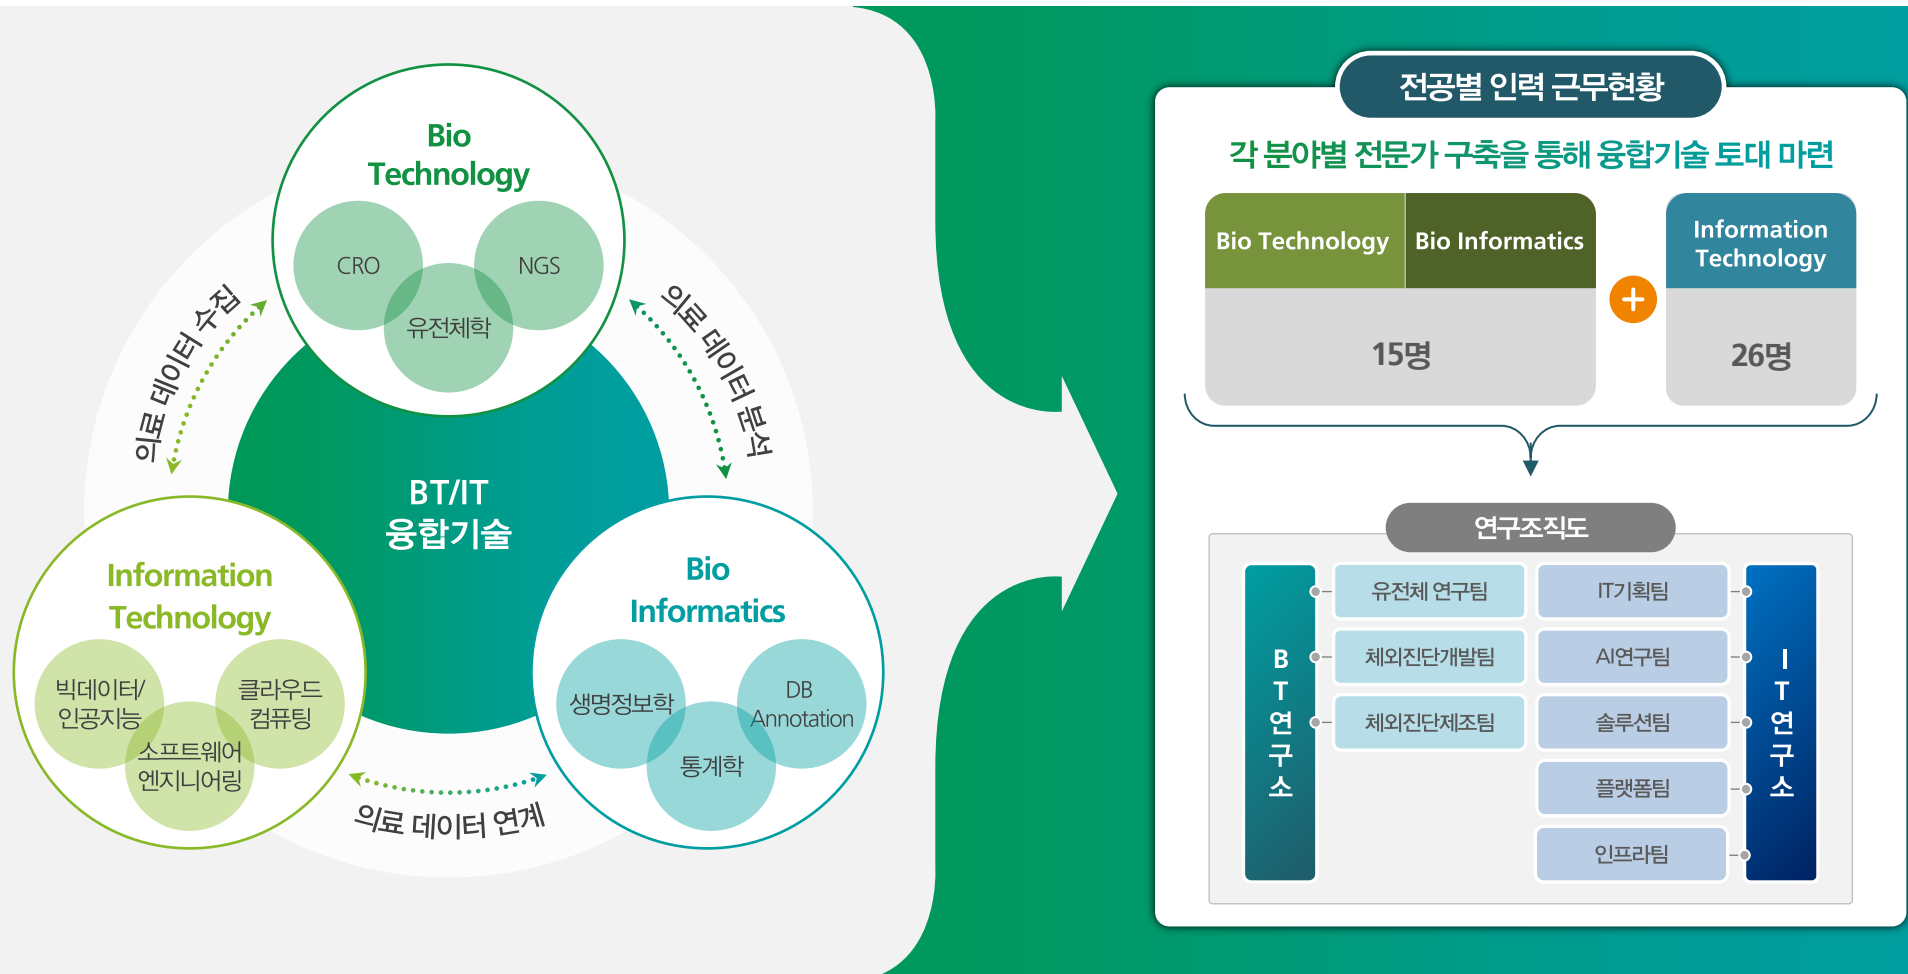 Bio
Technology
CRO
NGS
유전체학
의료 데이터 수집
의료 데이터 분석
BT/IT
융합기술
Information
Technology
빅데이터/
인공지능
클라우드
컴퓨팅
소프트웨어
엔지니어링
Bio
Informatics
생명정보학
DB
Annotation
통계학
의료 데이터 연계
전공별 인력 근무현황
각 분야별 전문가 구축을 통해 융합기술 토대 마련
Bio Technology
Bio Informatics
15명
+
Information
Technology
26명
연구조직도
BT연구소
유전체 연구팀
체외진단개발팀
체외진단제조팀
IT기획팀
AI연구팀
솔루션팀
플랫폼팀
인프라팀
IT연구소